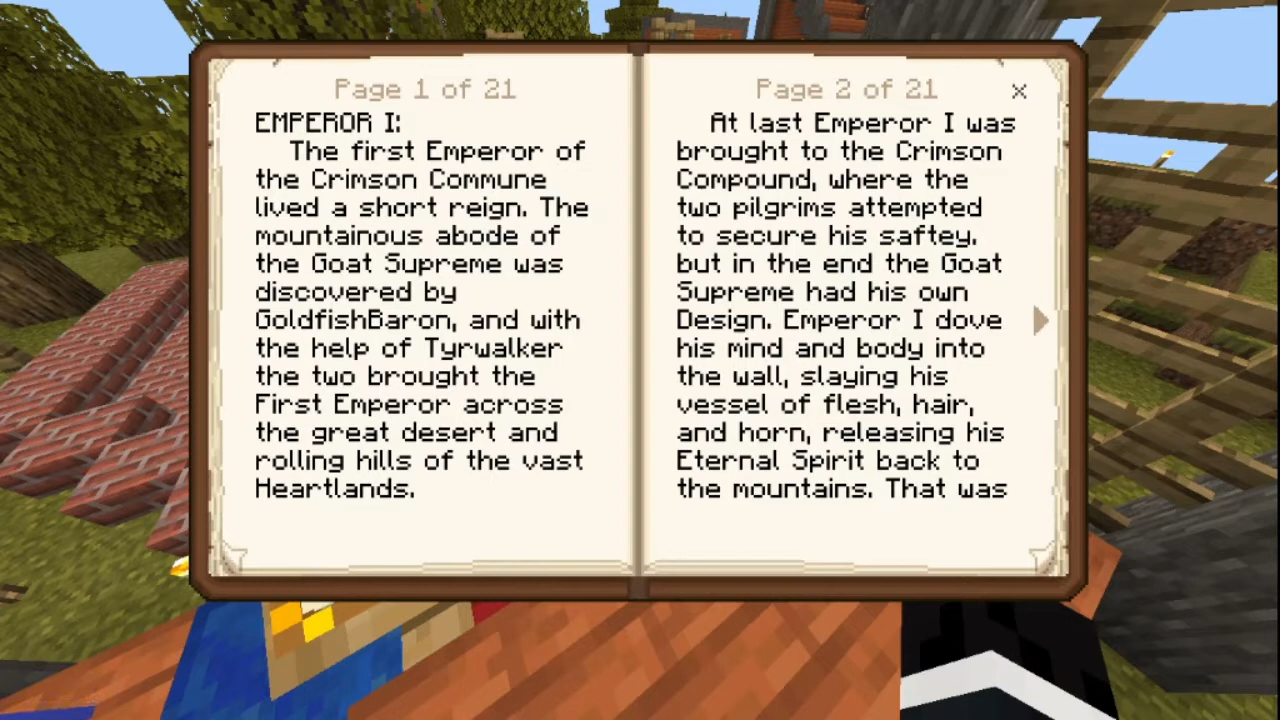 Page 1 of 21
EMPEROR I:
The first Emperor of
the Crimson Commune
lived a short reign. The
mountainous abode of
the Goat Supreme was
discovered by
GoldfishBaron, and with
the help of Tyrwalker
the two brought the
First Emperor across
the great desert and
rolling hills of the vast
Heartlands.
Page 2 of 21
At last Emperor I was
brought to the Crimson
Compound, where the
two pilgrims attempted
to secure his saftey.
but in the end the Goat
Supreme had his own
Design. Emperor I dove
his mind and body into
the wall, slaying his
vessel of flesh, hair,
and horn, releasing his
Eternal Spirit back to
the mountains. That was